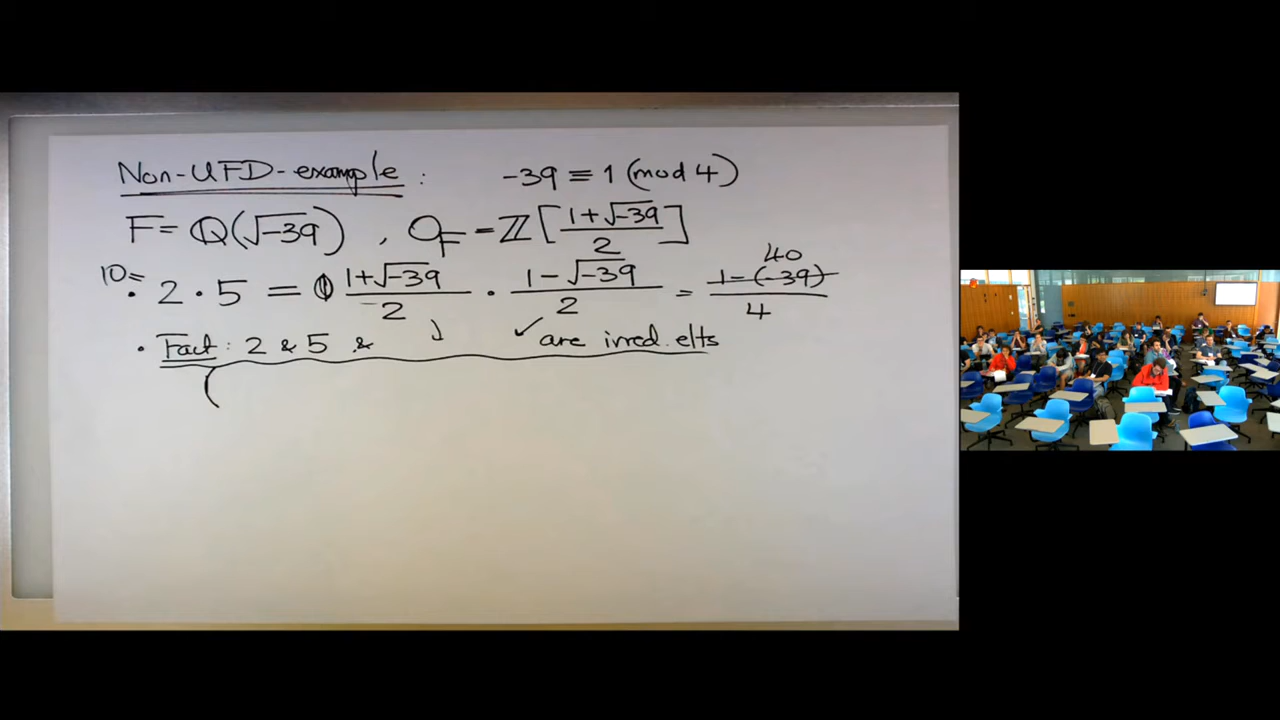 Non-UFD-example : -39 ≡ 1 (mod 4)
F = ℚ(√-39) , O_F = ℤ[(1+√-39)/2]
10 = · 2 · 5 = (1+√-39)/2 · (1-√-39)/2 = 40 1-(-39)/4
· Fact: 2 & 5 & ✓ are irred. elts
(